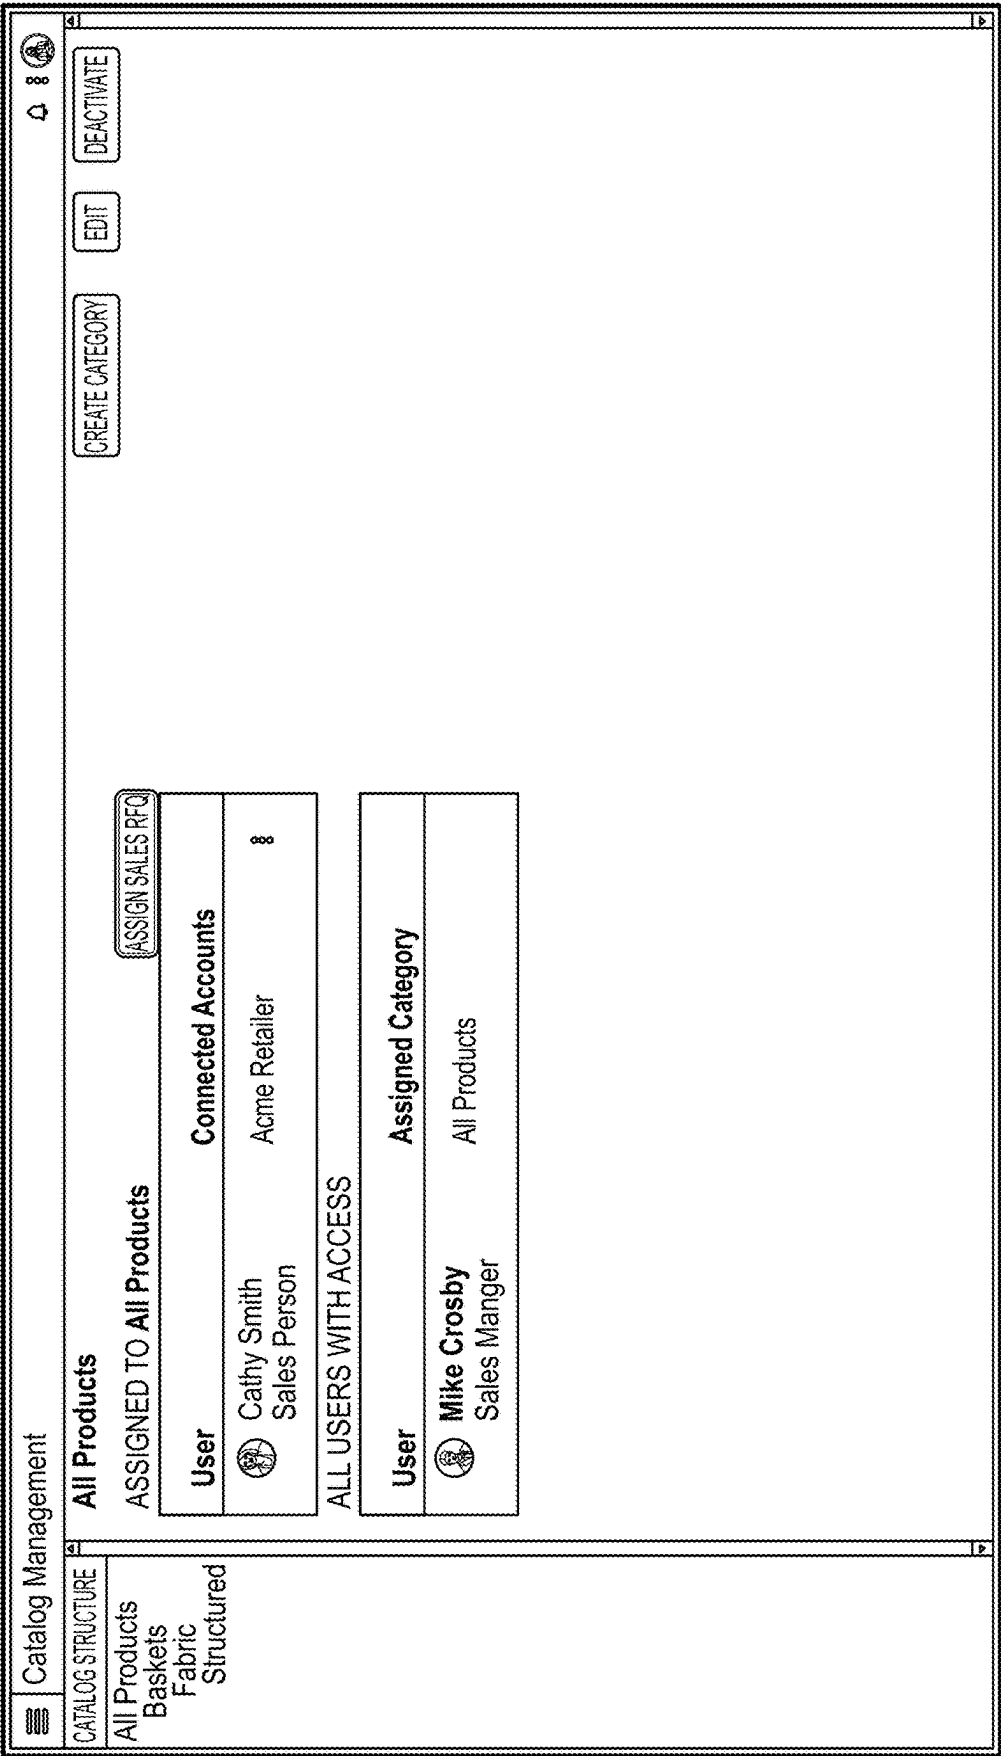 Catalog Management
CATALOG STRUCTURE
All Products
Baskets
Fabric
Structured
All Products
CREATE CATEGORY
EDIT
DEACTIVATE
ASSIGNED TO All Products
ASSIGN SALES RFQ
User Connected Accounts
Cathy Smith
Sales Person
Acme Retailer
ALL USERS WITH ACCESS
User Assigned Category
Mike Crosby
Sales Manger
All Products